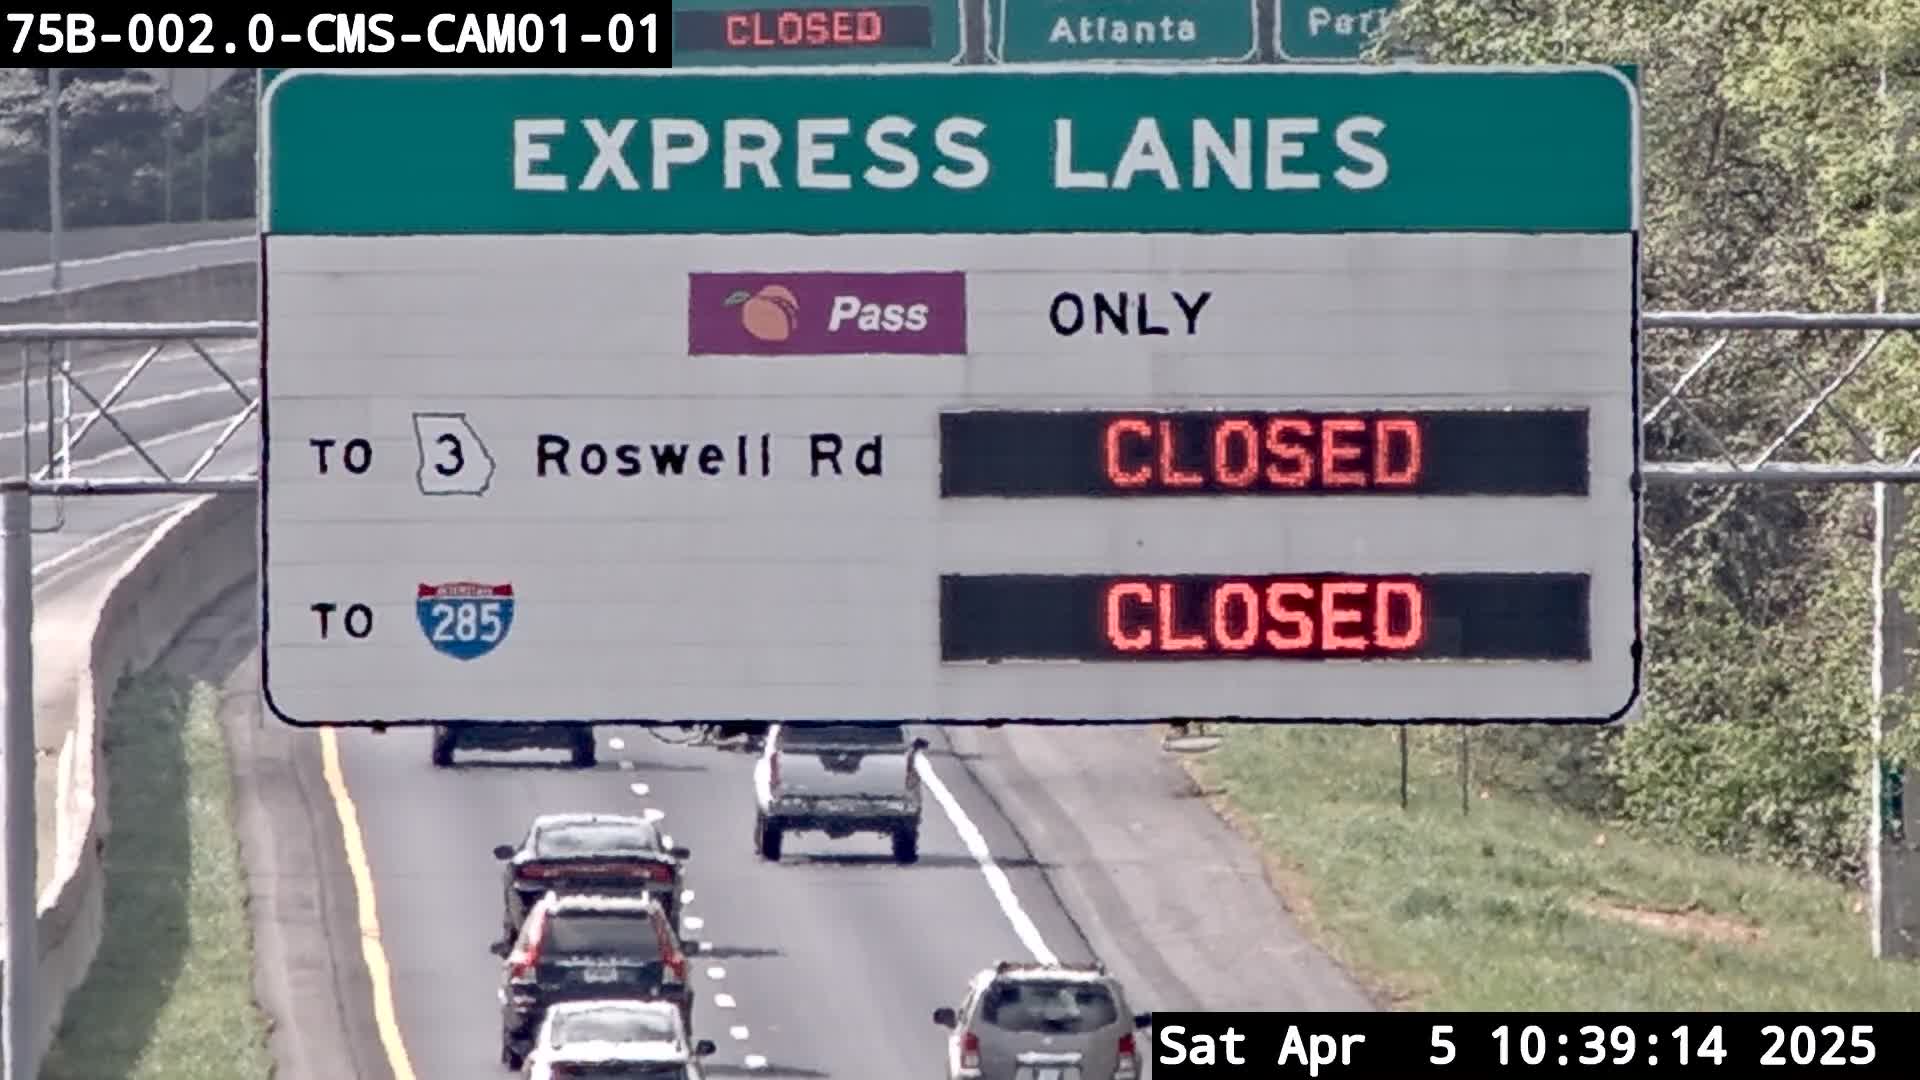 75B-002.0-CMS-CAM01-01
CLOSED
Atlanta
EXPRESS LANES
Pass ONLY
TO 3 Roswell Rd CLOSED
TO INTERSTATE 285 CLOSED
Sat Apr 5 10:39:14 2025